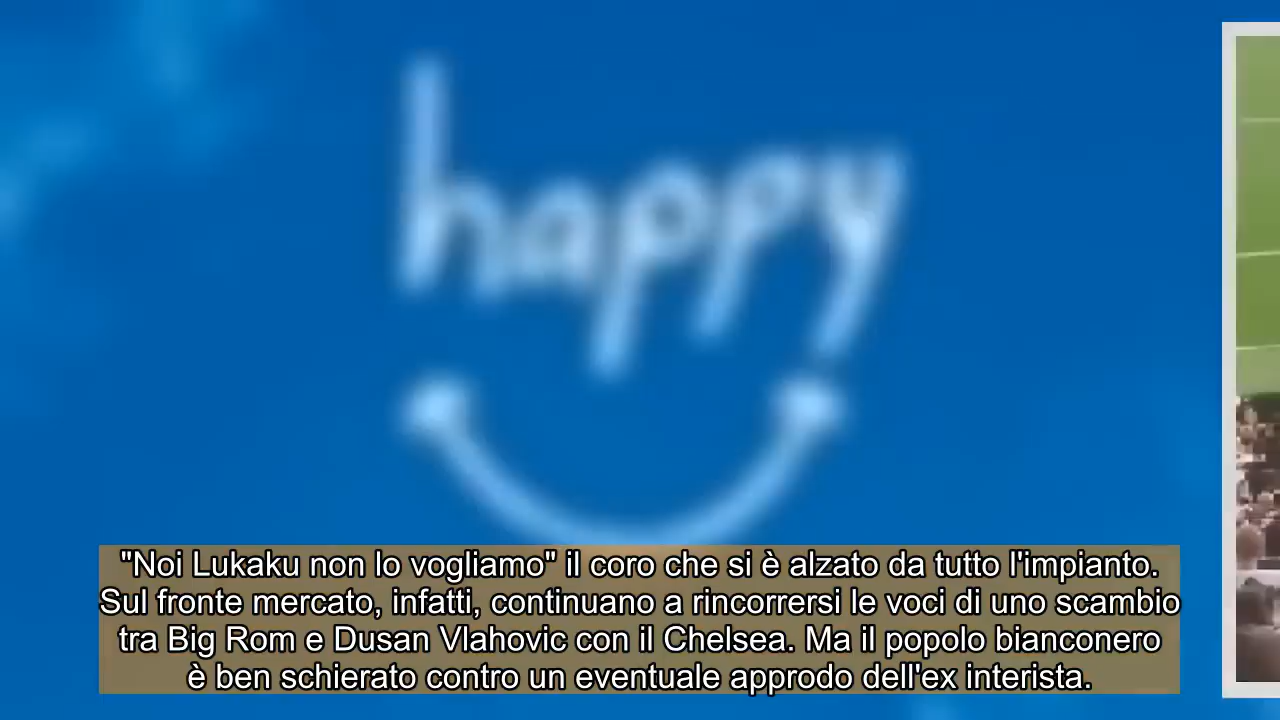 happy
"Noi Lukaku non lo vogliamo" il coro che si è alzato da tutto l'impianto.
Sul fronte mercato, infatti, continuano a rincorrersi le voci di uno scambio
tra Big Rom e Dusan Vlahovic con il Chelsea. Ma il popolo bianconero
è ben schierato contro un eventuale approdo dell'ex interista.